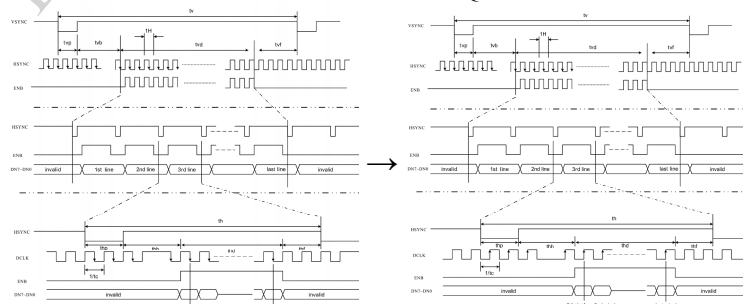 tv
VSYNC
1H
1vp tvb tvd tvf
HSYNC
ENB
HSYNC
ENB
DN7-DN0 invalid 1st line 2nd line 3rd line last line invalid
th
HSYNC
thp thb thd thf
DCLK
1/tc
ENB
DN7-DN0 invalid invalid
→
tv
VSYNC
1H
1vp tvb tvd tvf
HSYNC
ENB
HSYNC
ENB
DN7-DN0 invalid 1st line 2nd line 3rd line last line invalid
th
HSYNC
thp thb thd thf
DCLK
1/tc
ENB
DN7-DN0 invalid invalid